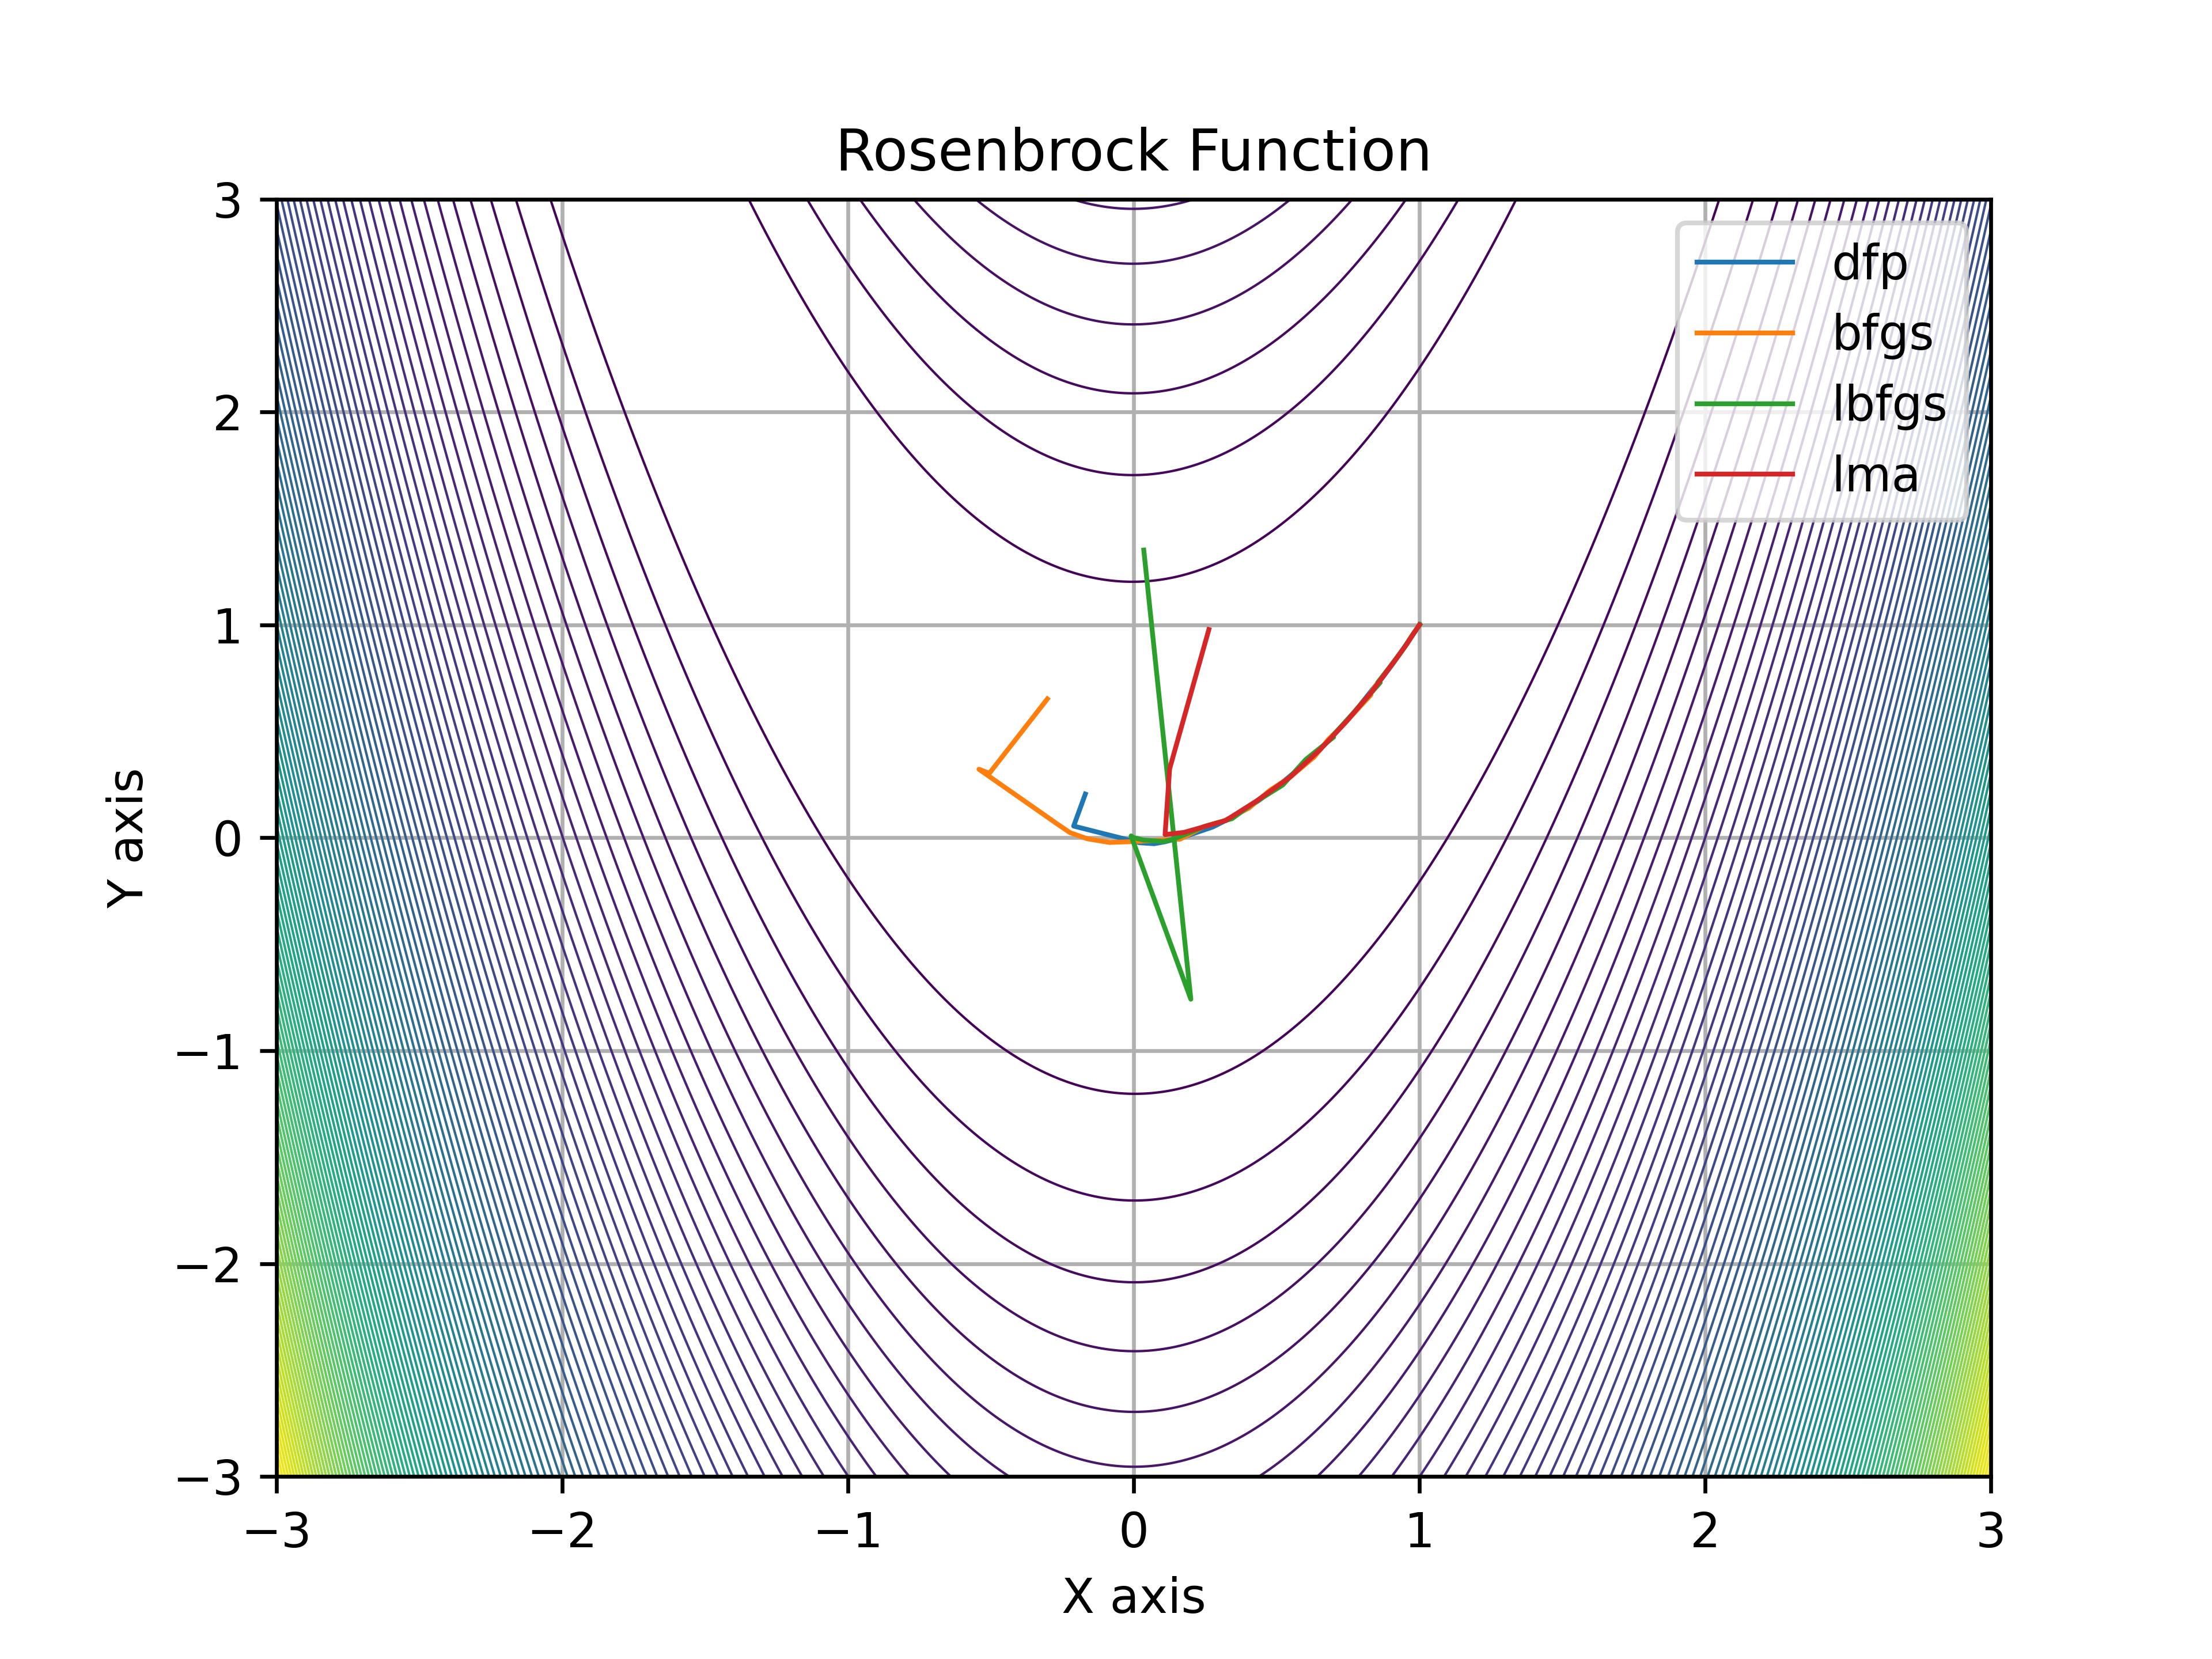 Rosenbrock Function
3
2
1
0
−1
−2
−3
Y axis
dfp
bfgs
lbfgs
lma
−3 −2 −1 0 1 2 3
X axis